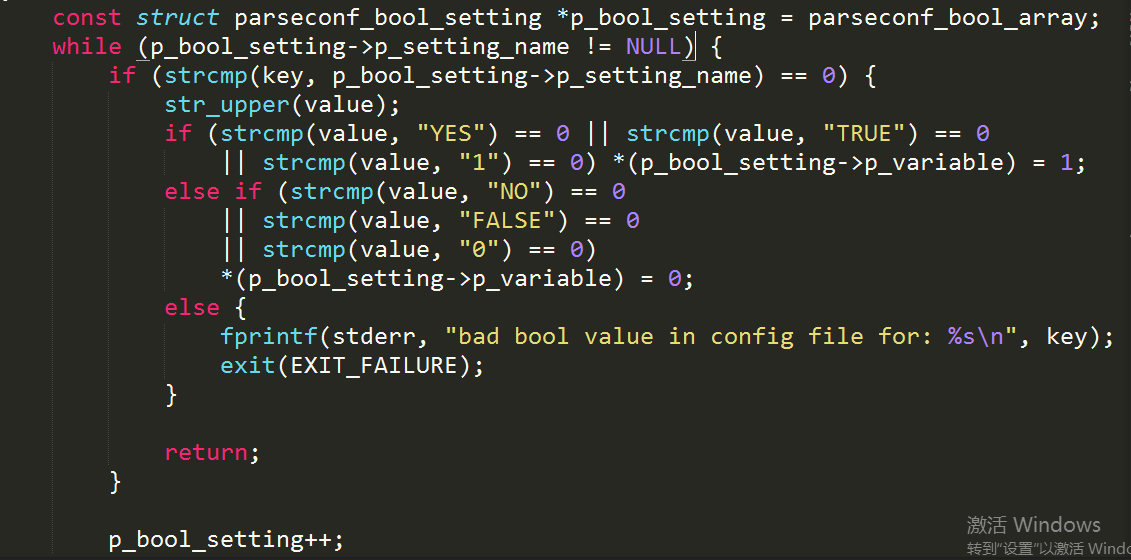 const struct parseconf_bool_setting *p_bool_setting = parseconf_bool_array;
while (p_bool_setting->p_setting_name != NULL) {
if (strcmp(key, p_bool_setting->p_setting_name) == 0) {
str_upper(value);
if (strcmp(value, "YES") == 0 || strcmp(value, "TRUE") == 0
|| strcmp(value, "1") == 0) *(p_bool_setting->p_variable) = 1;
else if (strcmp(value, "NO") == 0
|| strcmp(value, "FALSE") == 0
|| strcmp(value, "0") == 0)
*(p_bool_setting->p_variable) = 0;
else {
fprintf(stderr, "bad bool value in config file for: %s\n", key);
exit(EXIT_FAILURE);
}
return;
}
p_bool_setting++;
激活 Windows
转到"设置"以激活